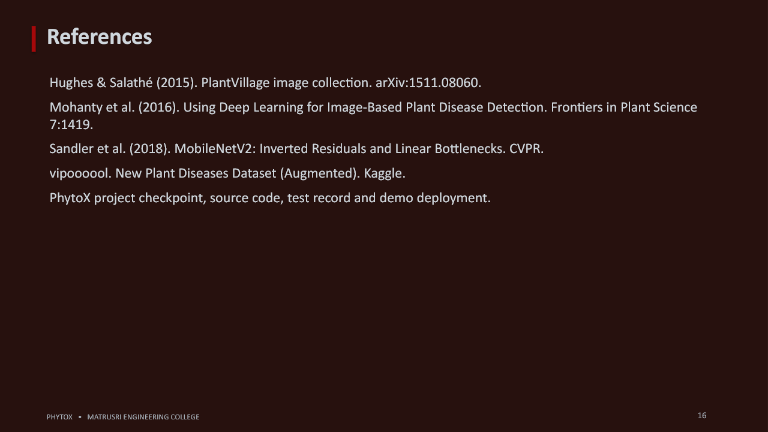 References
Hughes & Salathé (2015). PlantVillage image collection. arXiv:1511.08060.
Mohanty et al. (2016). Using Deep Learning for Image-Based Plant Disease Detection. Frontiers in Plant Science
7:1419.
Sandler et al. (2018). MobileNetV2: Inverted Residuals and Linear Bottlenecks. CVPR.
vipoooool. New Plant Diseases Dataset (Augmented). Kaggle.
PhytoX project checkpoint, source code, test record and demo deployment.
PHYTOX • MATRUSRI ENGINEERING COLLEGE
16